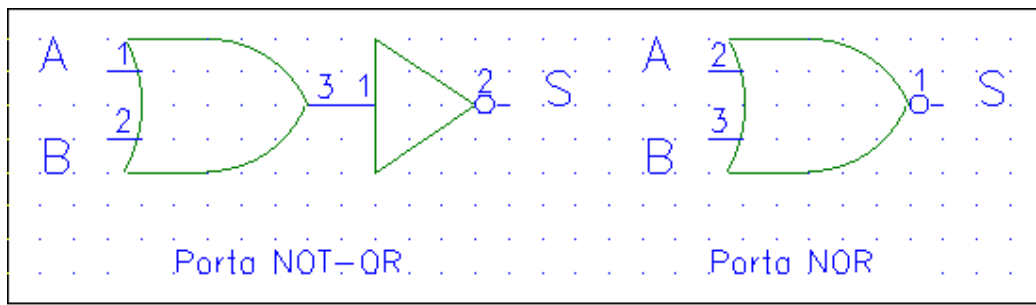 A 1
3 1 2 S
B 2
Porta NOT-OR
A 2
1 S
B 3
Porta NOR